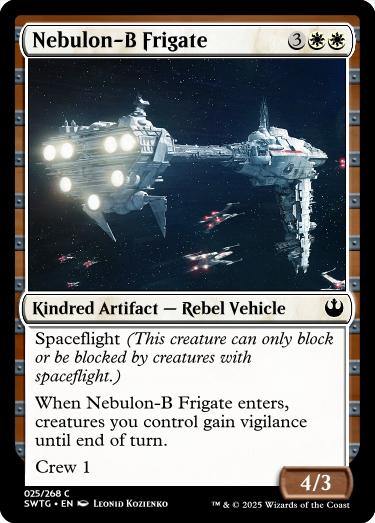 Nebulon-B Frigate 3
Kindred Artifact — Rebel Vehicle
Spaceflight (This creature can only block
or be blocked by creatures with
spaceflight.)
When Nebulon-B Frigate enters,
creatures you control gain vigilance
until end of turn.
Crew 1
4/3
025/268 C
SWTG • EN Leonid Kozienko
™ & © 2025 Wizards of the Coast